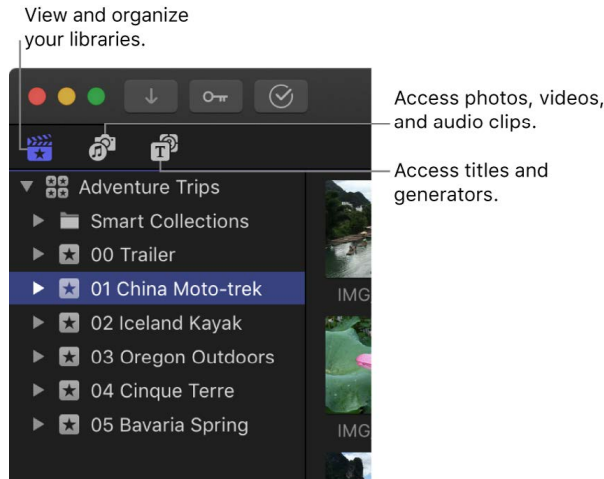 View and organize
your libraries.
Access photos, videos,
and audio clips.
Access titles and
generators.
T
Adventure Trips
Smart Collections
00 Trailer
01 China Moto-trek
IMG
02 Iceland Kayak
03 Oregon Outdoors
04 Cinque Terre
05 Bavaria Spring
IMG